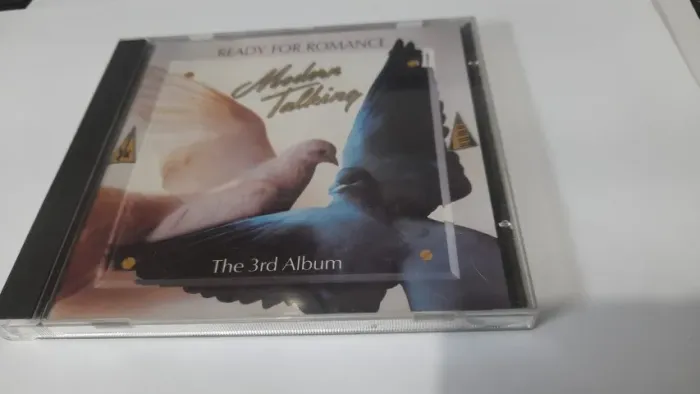 READY FOR ROMANCE
Modern
Talking
The 3rd Album